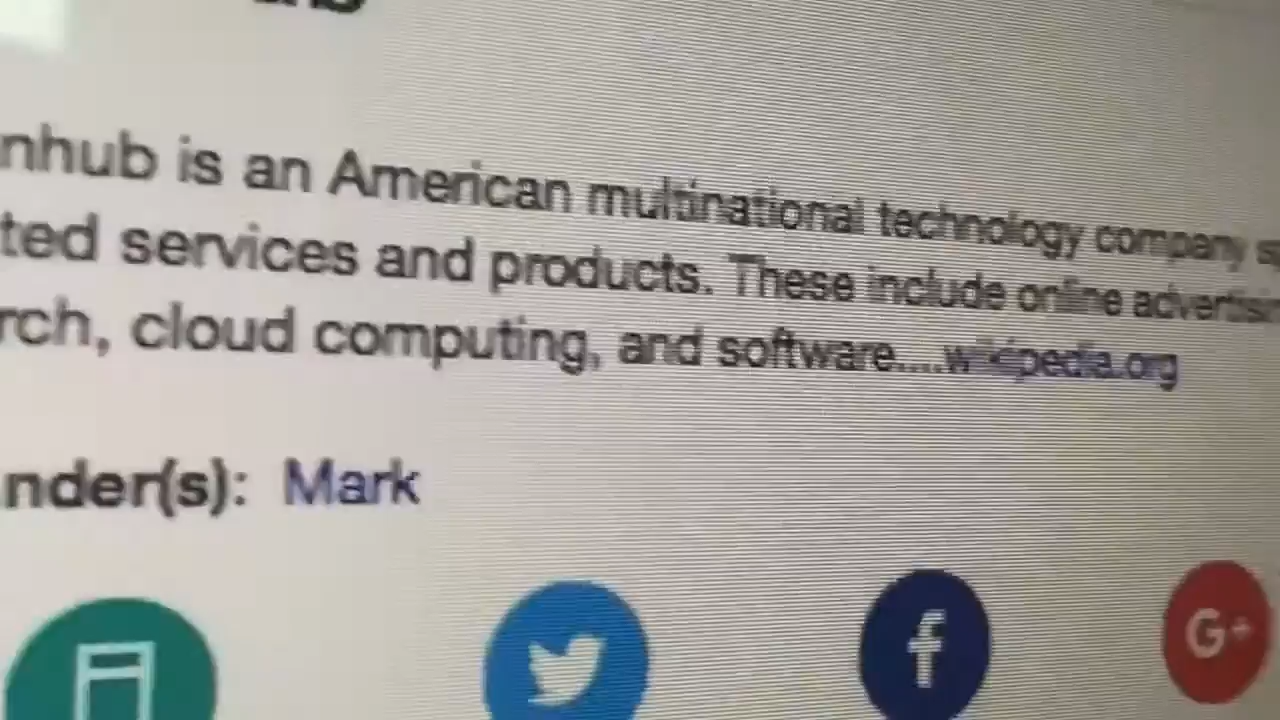 nhub is an American multinational technology company s
ted services and products. These include online advertisin
rch, cloud computing, and software....wikipedia.org
nder(s): Mark
f
G+